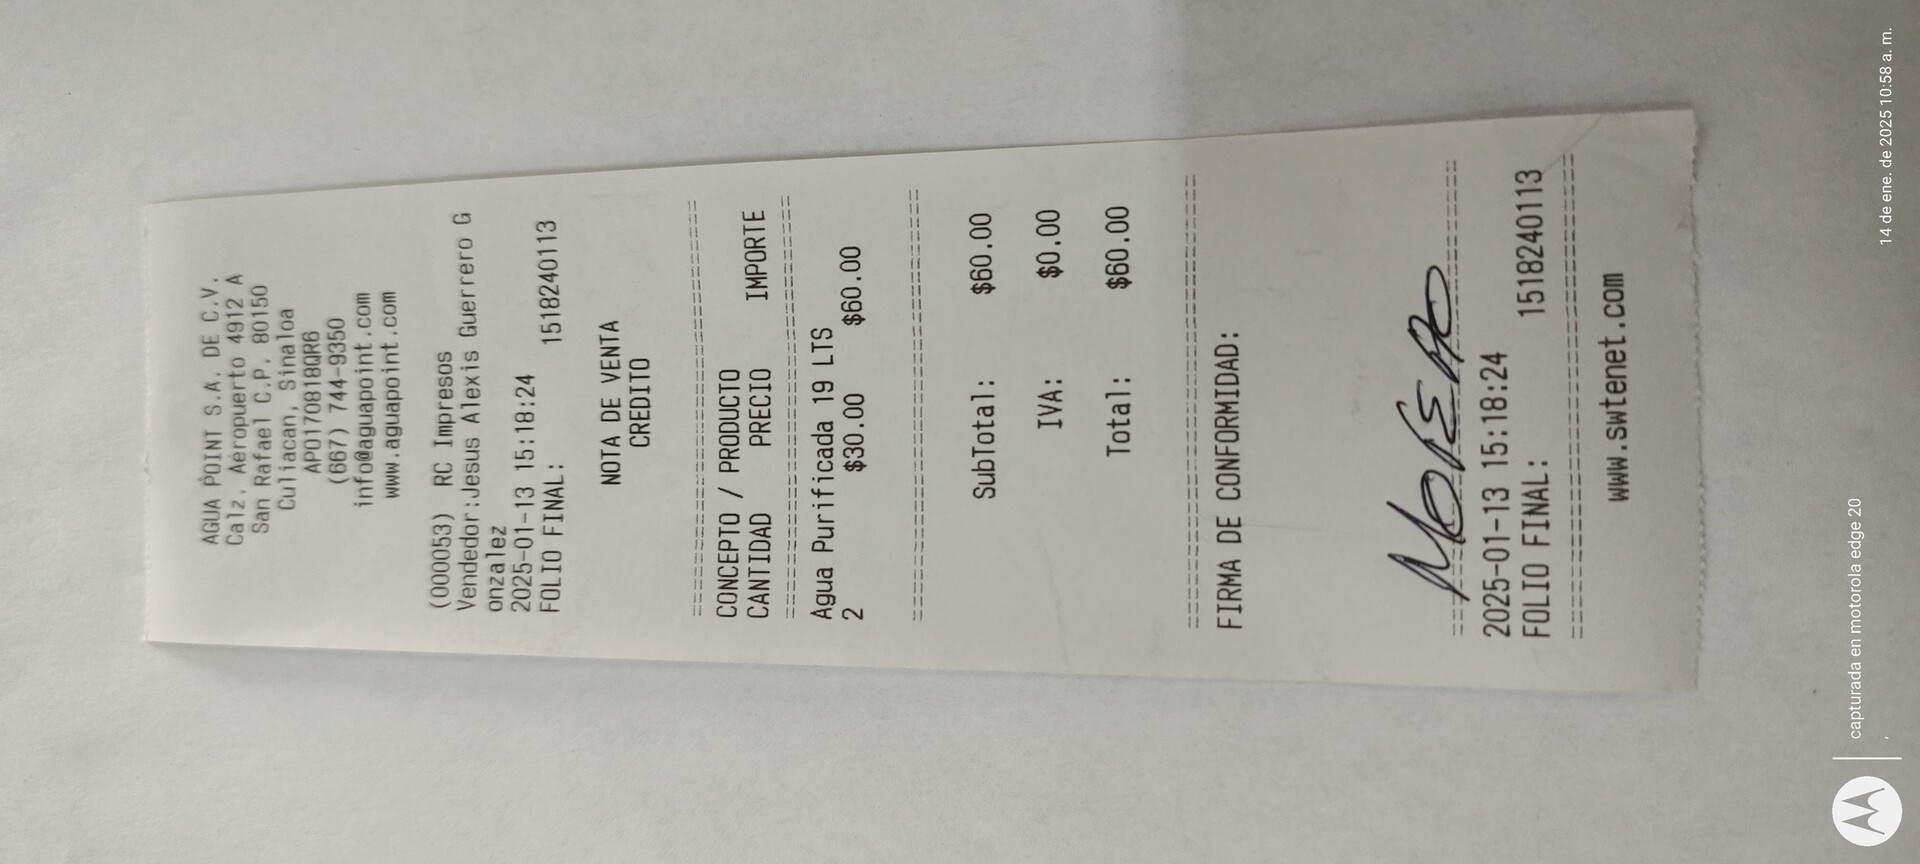 AGUA POINT S.A. DE C.V.
Calz. Aeropuerto 4912 A
San Rafael C.P. 80150
Culiacan, Sinaloa
APO170818QR6
(667) 744-9350
info@aguapoint.com
www.aguapoint.com
(000053) RC Impresos
Vendedor:Jesus Alexis Guerrero G
onzalez
2025-01-13 15:18:24
FOLIO FINAL: 1518240113
NOTA DE VENTA
CREDITO
CONCEPTO / PRODUCTO
CANTIDAD PRECIO IMPORTE
Agua Purificada 19 LTS
2 $30.00 $60.00
SubTotal: $60.00
IVA: $0.00
Total: $60.00
FIRMA DE CONFORMIDAD:
2025-01-13 15:18:24
FOLIO FINAL: 1518240113
www.swtenet.com
capturada en motorola edge 20
14 de ene. de 2025 10:58 a. m.